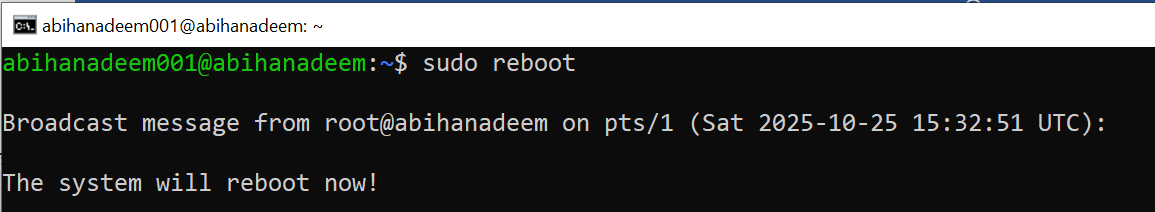 abihanadeem001@abihanadeem: ~
abihanadeem001@abihanadeem:~$ sudo reboot
Broadcast message from root@abihanadeem on pts/1 (Sat 2025-10-25 15:32:51 UTC):
The system will reboot now!